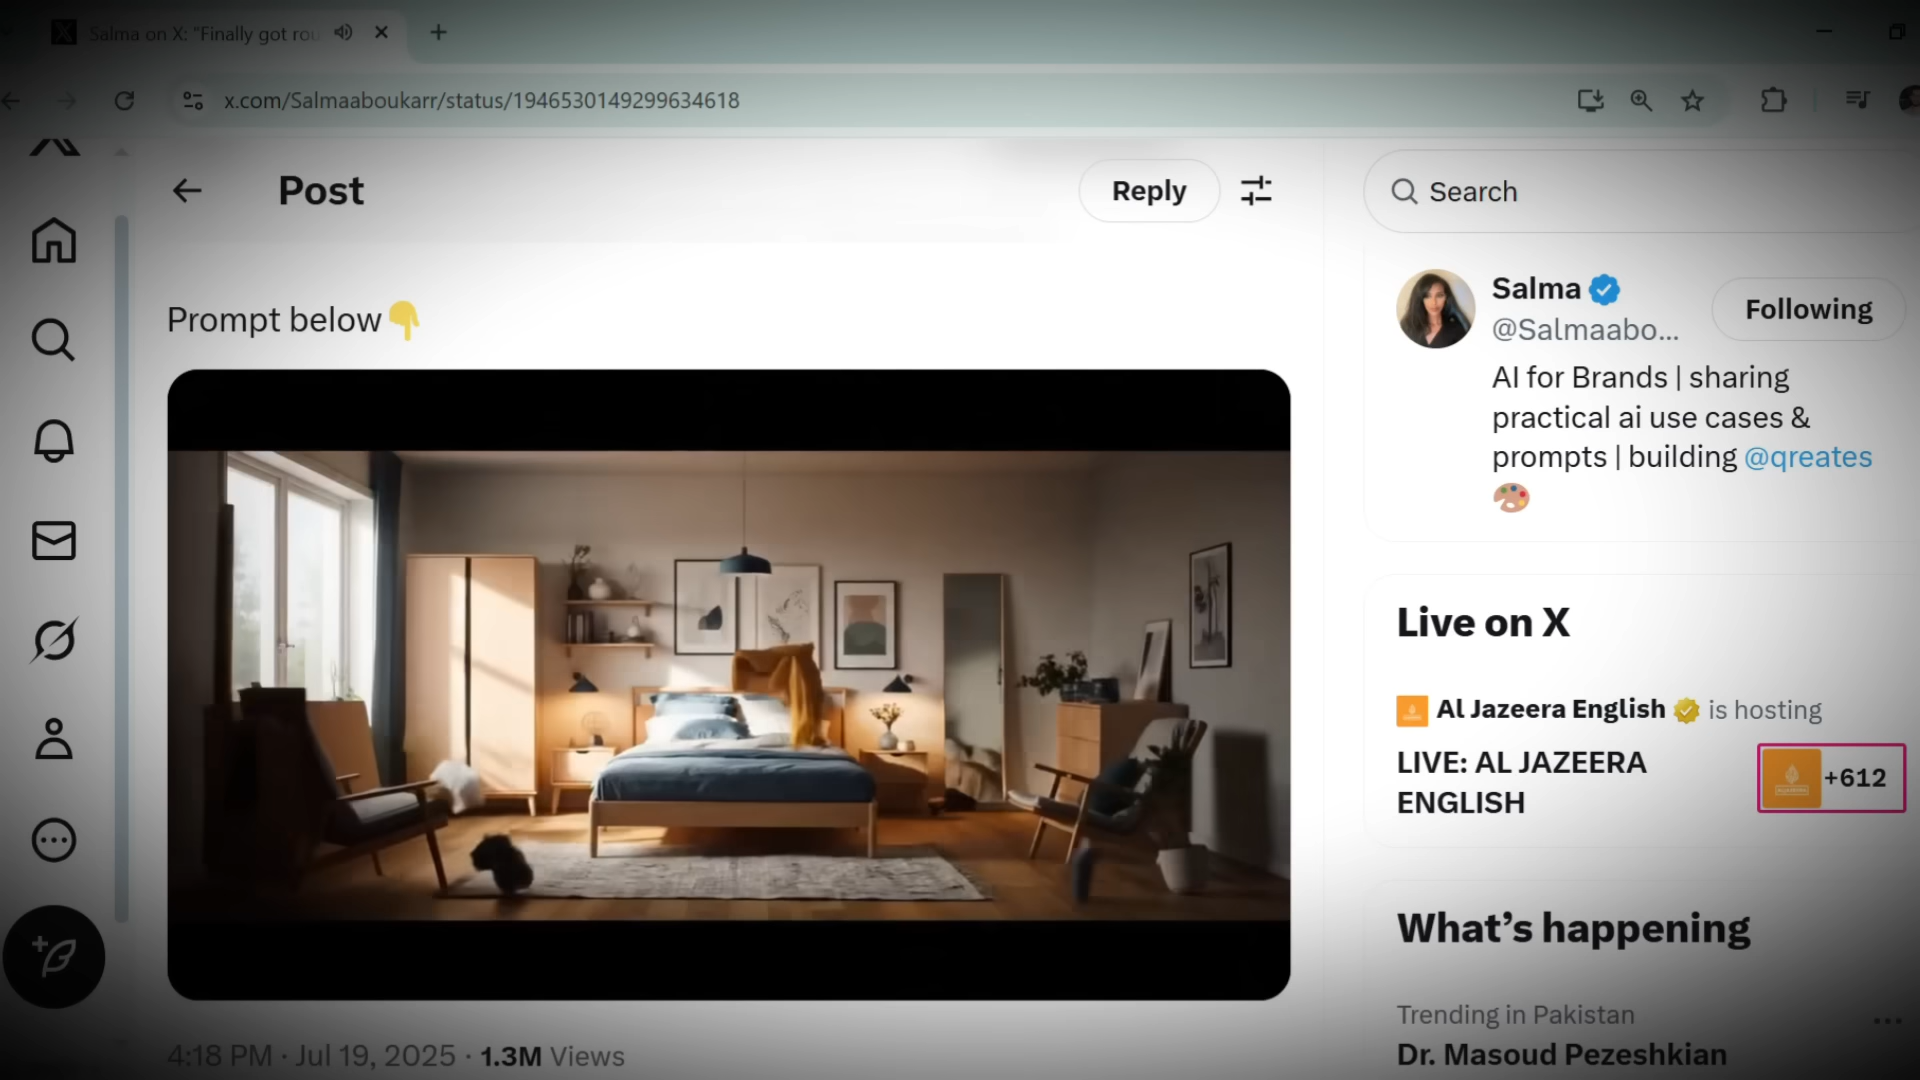 Salma on X: "Finally got rou
x.com/Salmaaboukarr/status/1946530149299634618
Post
Reply
Search
Prompt below
Salma
@Salmaabo...
Following
AI for Brands | sharing
practical ai use cases &
prompts | building @qreates
Live on X
Al Jazeera English is hosting
LIVE: AL JAZEERA
ENGLISH
+612
What's happening
Trending in Pakistan
Dr. Masoud Pezeshkian
4:18 PM · Jul 19, 2025 · 1.3M Views